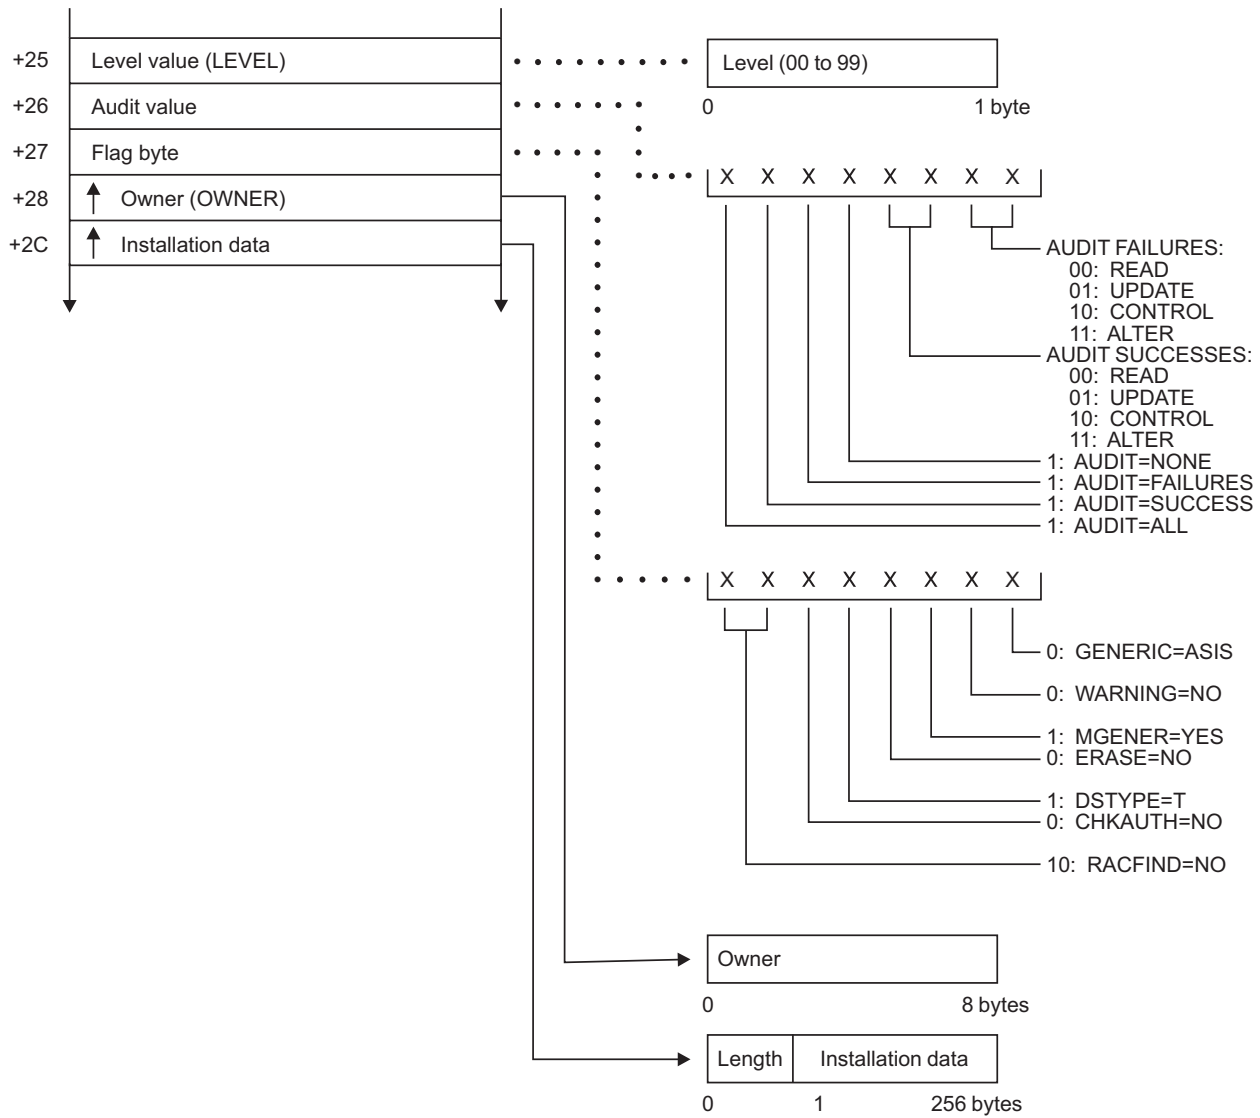 +25 Level value (LEVEL)
Level (00 to 99)
0 1 byte
+26 Audit value
+27 Flag byte
X X X X X X X X
+28 Owner (OWNER)
+2C Installation data
AUDIT FAILURES:
00: READ
01: UPDATE
10: CONTROL
11: ALTER
AUDIT SUCCESSES:
00: READ
01: UPDATE
10: CONTROL
11: ALTER
1: AUDIT=NONE
1: AUDIT=FAILURES
1: AUDIT=SUCCESS
1: AUDIT=ALL
X X X X X X X X
0: GENERIC=ASIS
0: WARNING=NO
1: MGENER=YES
0: ERASE=NO
1: DSTYPE=T
0: CHKAUTH=NO
10: RACFIND=NO
Owner
0 8 bytes
Length Installation data
0 1 256 bytes